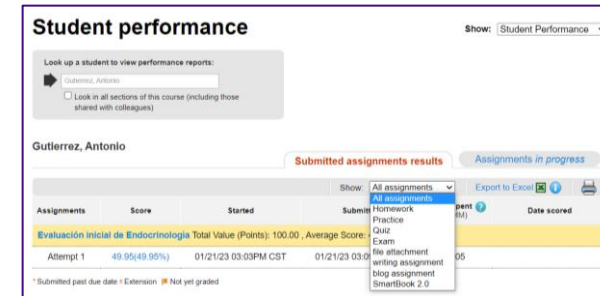 Student performance
Show: Student Performance
Look up a student to view performance reports:
Gutierrez, Antonio
Look in all sections of this course (including those
shared with colleagues)
Gutierrez, Antonio
Submitted assignments results
Assignments in progress
Show: All assignments
Export to Excel
All assignments
Homework
Practice
Quiz
Exam
file attachment
writing assignment
blog assignment
SmartBook 2.0
Assignments Score Started Submit pent Date scored
Evaluación inicial de Endocrinología Total Value (Points): 100.00 , Average Score:
Attempt 1 49.95(49.95%) 01/21/23 03:03PM CST 01/21/23 03:0 05
*Submitted past due date Extension Not yet graded